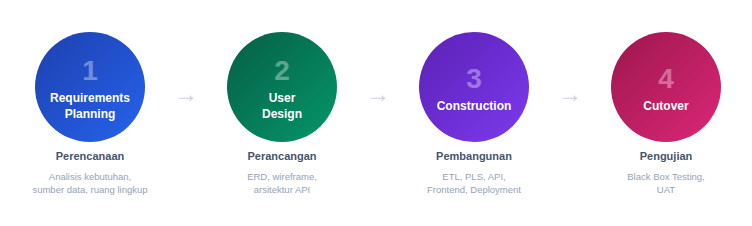 1
Requirements
Planning
Perencanaan
Analisis kebutuhan,
sumber data, ruang lingkup
→
2
User
Design
Perancangan
ERD, wireframe,
arsitektur API
→
3
Construction
Pembangunan
ETL, PLS, API,
Frontend, Deployment
→
4
Cutover
Pengujian
Black Box Testing,
UAT